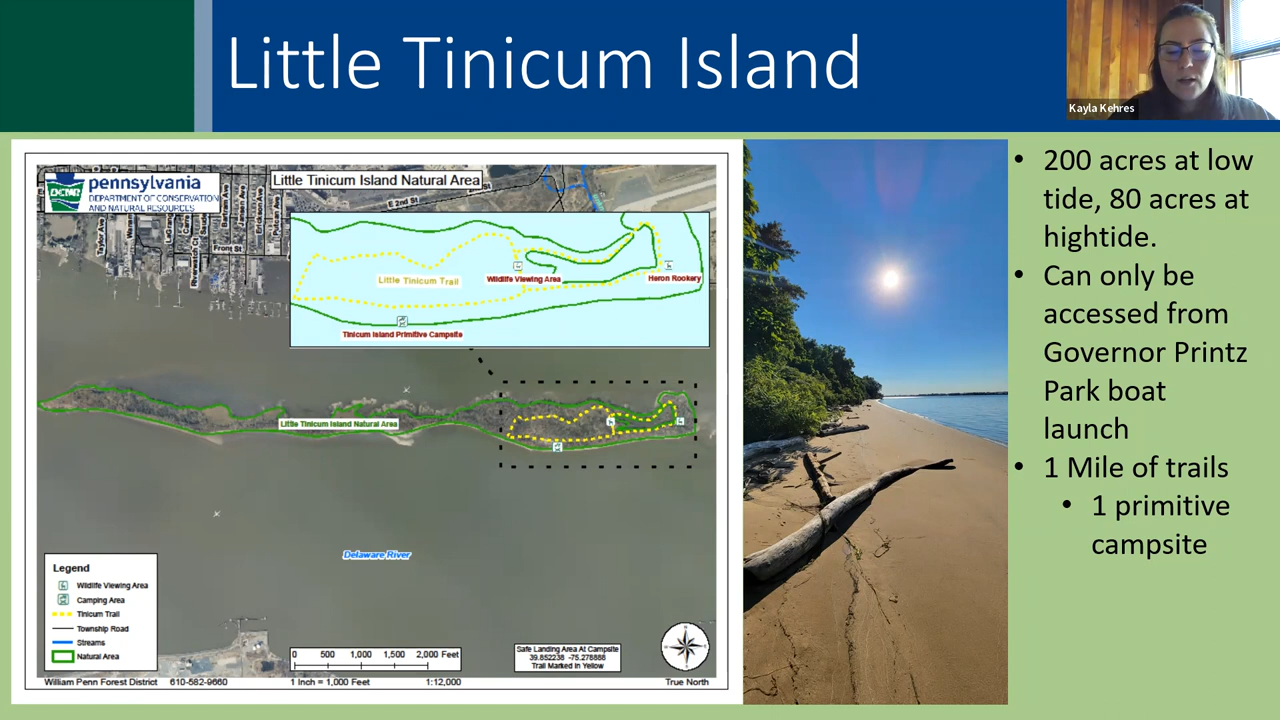 Little Tinicum Island
Kayla Kehres
pennsylvania
DCNR
DEPARTMENT OF CONSERVATION
AND NATURAL RESOURCES
Little Tinicum Island Natural Area
E 2nd St
Front St
Little Tinicum Trail
Wildlife Viewing Area
Heron Rookery
Tinicum Island Primitive Campsite
Little Tinicum Island Natural Area
Delaware River
Legend
Wildlife Viewing Area
Camping Area
Tinicum Trail
Township Road
Streams
Natural Area
0 500 1,000 1,500 2,000 Feet
Safe Landing Area At Campsite
39.852238 -75.278888
Trail Marked in Yellow
William Penn Forest District 610-582-9660
1 Inch = 1,000 Feet
1:12,000
True North
• 200 acres at low
tide, 80 acres at
hightide.
• Can only be
accessed from
Governor Printz
Park boat
launch
• 1 Mile of trails
• 1 primitive
campsite